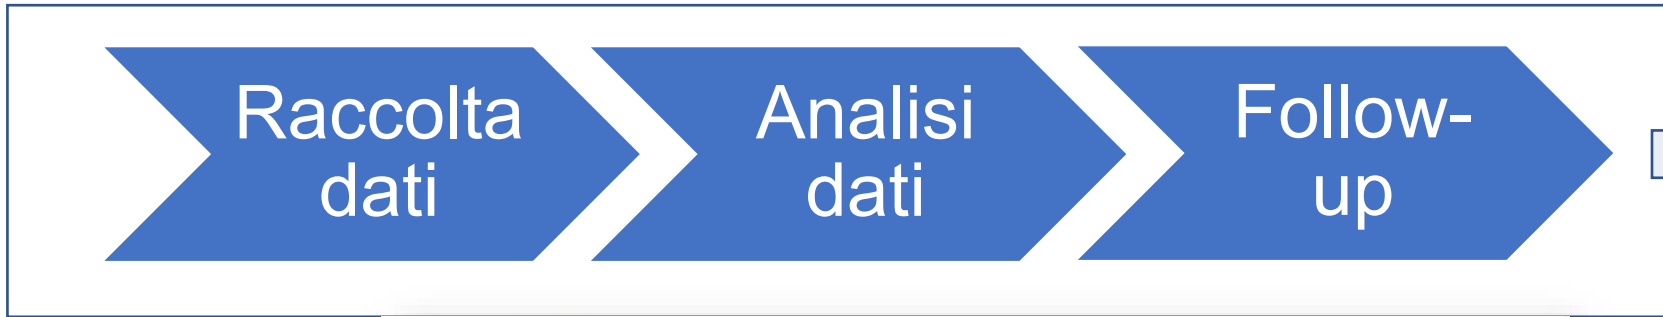 Raccolta
dati
Analisi
dati
Follow-
up